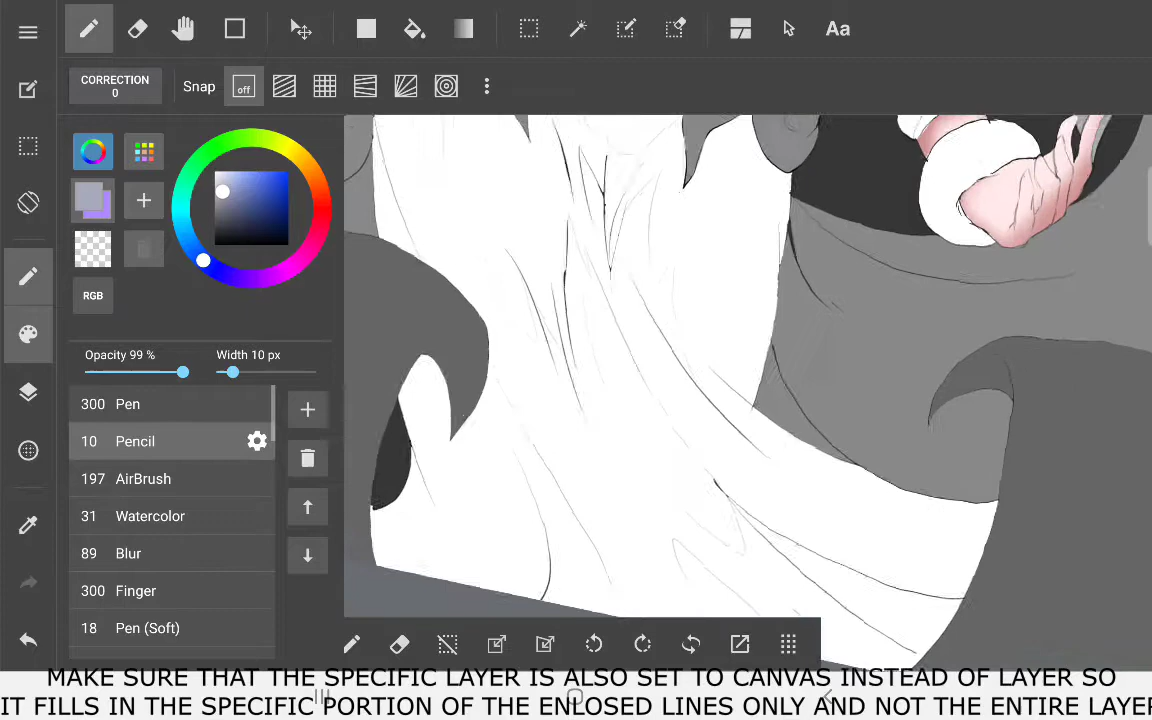 Aa
CORRECTION
0
Snap
off
RGB
Opacity 99 %
Width 10 px
300 Pen
10 Pencil
197 AirBrush
31 Watercolor
89 Blur
300 Finger
18 Pen (Soft)
MAKE SURE THAT THE SPECIFIC LAYER IS ALSO SET TO CANVAS INSTEAD OF LAYER SO
IT FILLS IN THE SPECIFIC PORTION OF THE ENLOSED LINES ONLY AND NOT THE ENTIRE LAYER